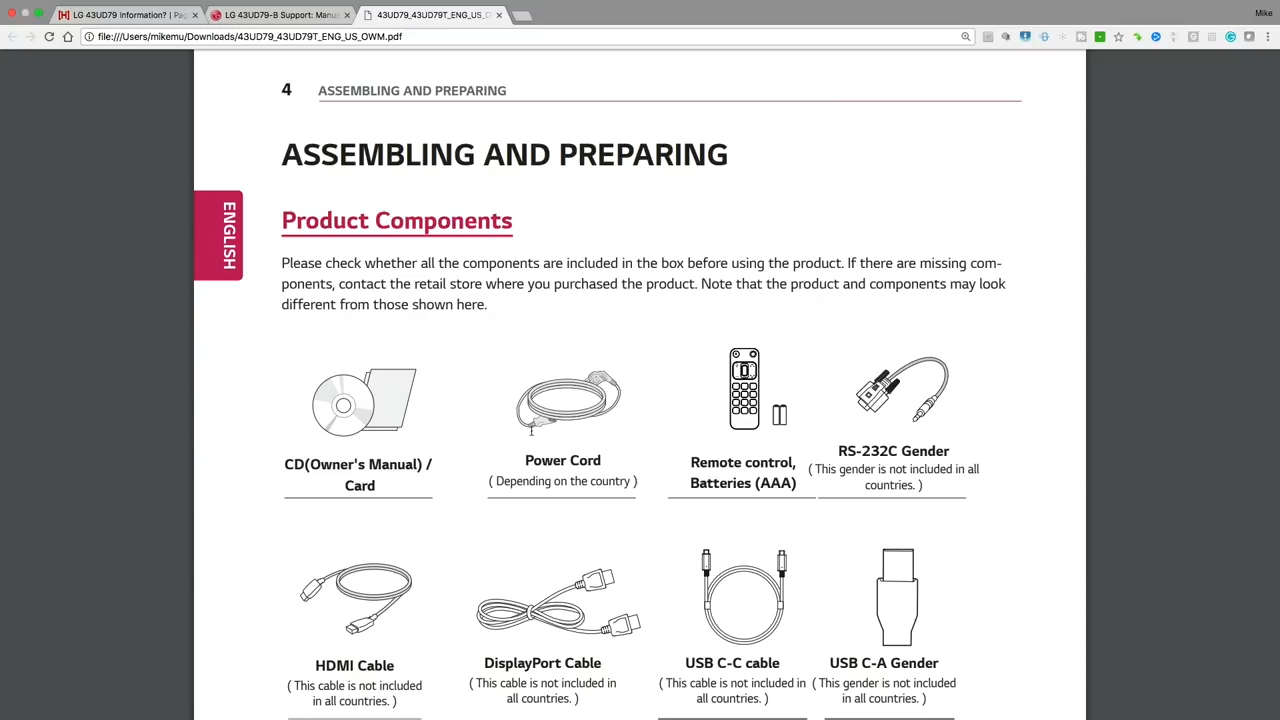 LG 43UD79 Information? | Pag
LG 43UD79-B Support: Manua
43UD79_43UD79T_ENG_US_O
Mike
file:///Users/mikemu/Downloads/43UD79_43UD79T_ENG_US_OWM.pdf
4 ASSEMBLING AND PREPARING
ASSEMBLING AND PREPARING
ENGLISH
Product Components
Please check whether all the components are included in the box before using the product. If there are missing com-
ponents, contact the retail store where you purchased the product. Note that the product and components may look
different from those shown here.
CD(Owner's Manual) /
Card
Power Cord
( Depending on the country )
Remote control,
Batteries (AAA)
RS-232C Gender
( This gender is not included in all
countries. )
HDMI Cable
( This cable is not included
in all countries. )
DisplayPort Cable
( This cable is not included in
all countries. )
USB C-C cable
( This cable is not included in
all countries. )
USB C-A Gender
( This gender is not included
in all countries. )